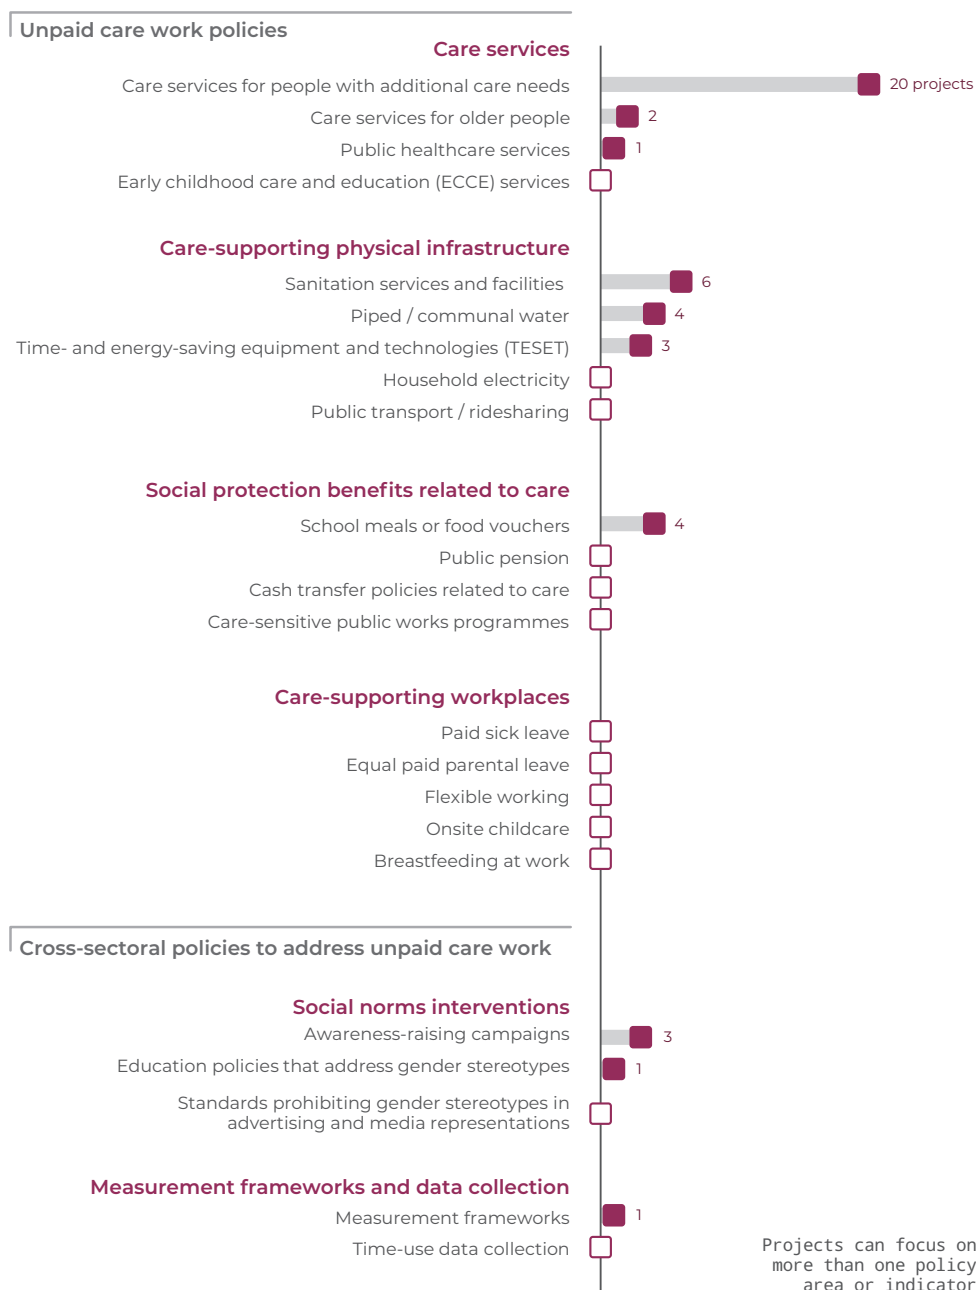 Unpaid care work policies
Care services
Care services for people with additional care needs
20 projects
Care services for older people
2
Public healthcare services
1
Early childhood care and education (ECCE) services
Care-supporting physical infrastructure
Sanitation services and facilities
6
Piped / communal water
4
Time- and energy-saving equipment and technologies (TESET)
3
Household electricity
Public transport / ridesharing
Social protection benefits related to care
School meals or food vouchers
4
Public pension
Cash transfer policies related to care
Care-sensitive public works programmes
Care-supporting workplaces
Paid sick leave
Equal paid parental leave
Flexible working
Onsite childcare
Breastfeeding at work
Cross-sectoral policies to address unpaid care work
Social norms interventions
Awareness-raising campaigns
3
Education policies that address gender stereotypes
1
Standards prohibiting gender stereotypes in
advertising and media representations
Measurement frameworks and data collection
Measurement frameworks
1
Time-use data collection
Projects can focus on
more than one policy
area or indicator